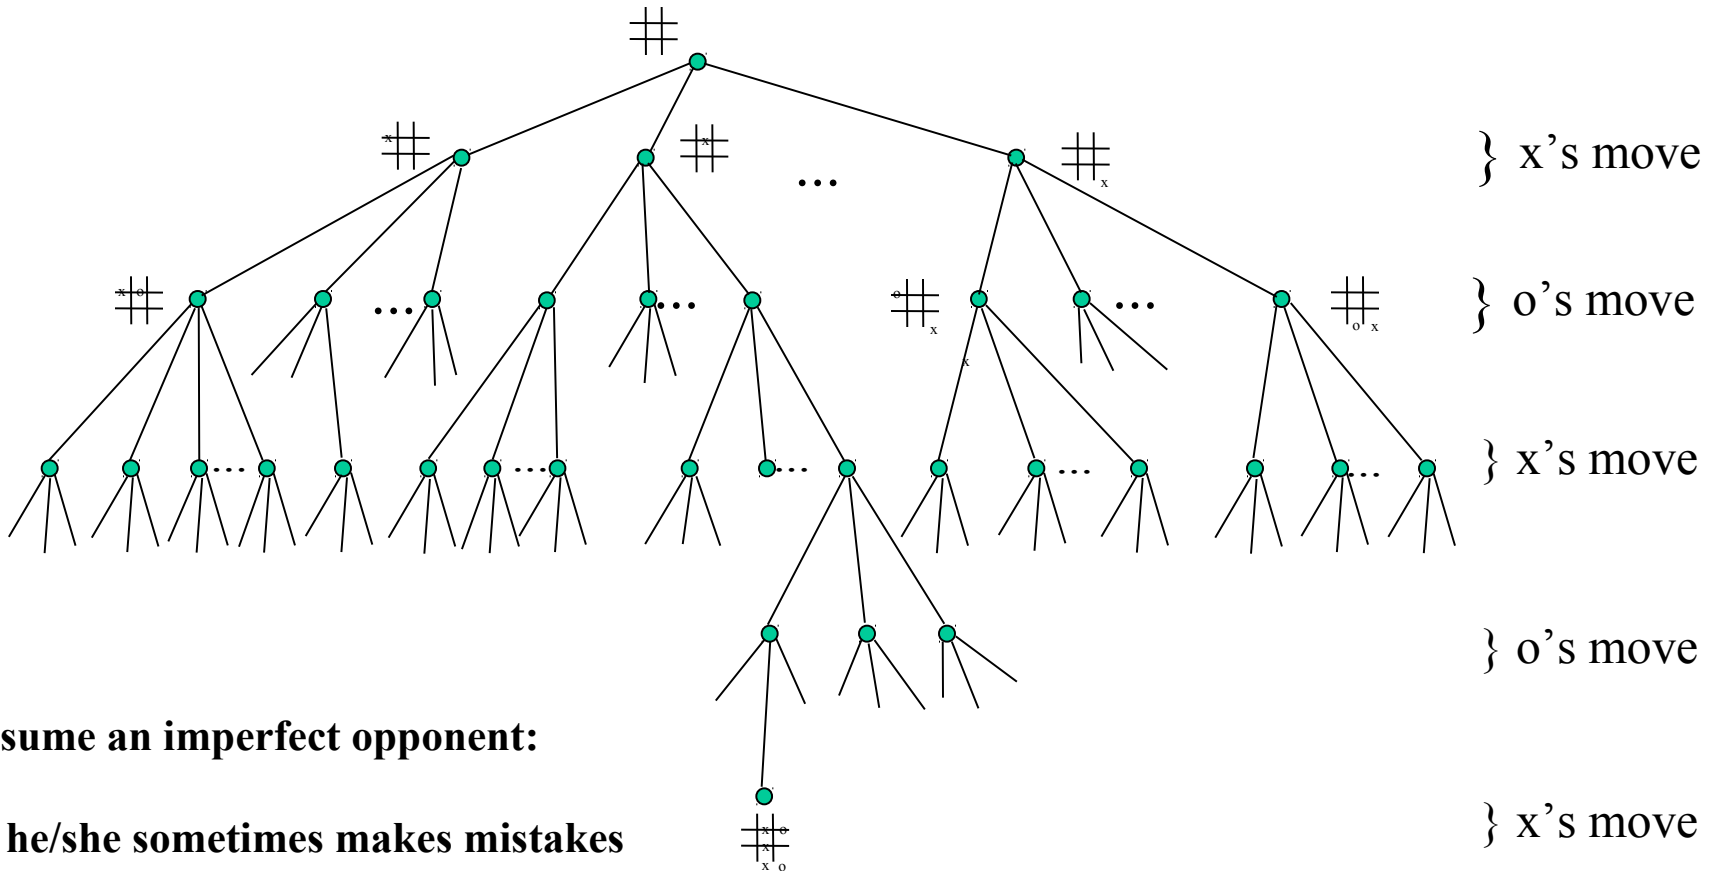 x
x
...
x
} x’s move
x o
...
...
o
x
...
o x
} o’s move
x
...
...
...
...
...
} x’s move
} o’s move
sume an imperfect opponent:
he/she sometimes makes mistakes
x o
x
x o
} x’s move